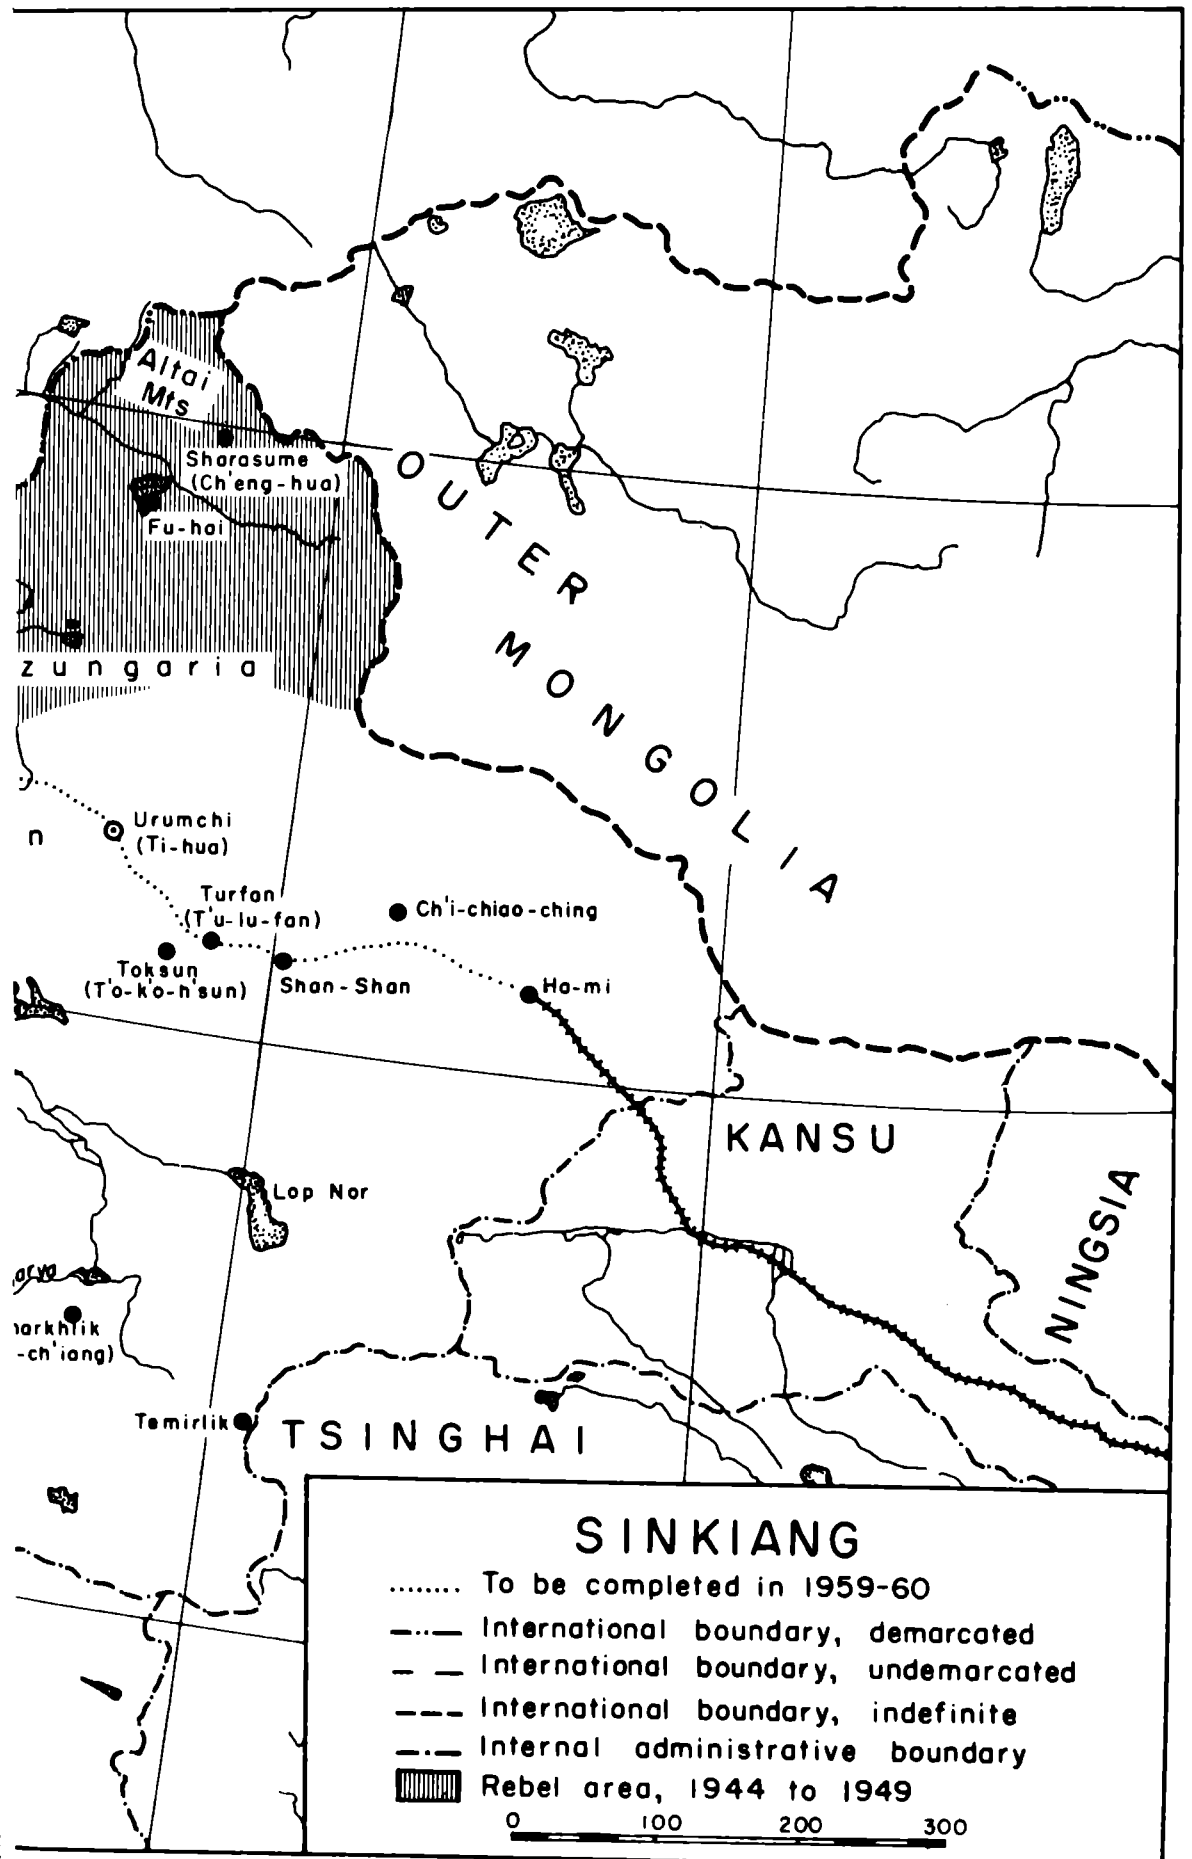 Altai
Mts
Sharasume
(Ch'eng-hua)
Fu-hai
zungaria
OUTER
MONGOLIA
Urumchi
(Ti-hua)
n
Turfan
(T'u-lu-fan)
Ch'i-chiao-ching
Toksun
(T'o-k'o-h'sun)
Shan-Shan
Ha-mi
KANSU
Lop Nor
NINGSIA
arkhlik
-ch'iang)
Temirlik
TSINGHAI
SINKIANG
To be completed in 1959-60
International boundary, demarcated
International boundary, undemarcated
International boundary, indefinite
Internal administrative boundary
Rebel area, 1944 to 1949
0 100 200 300